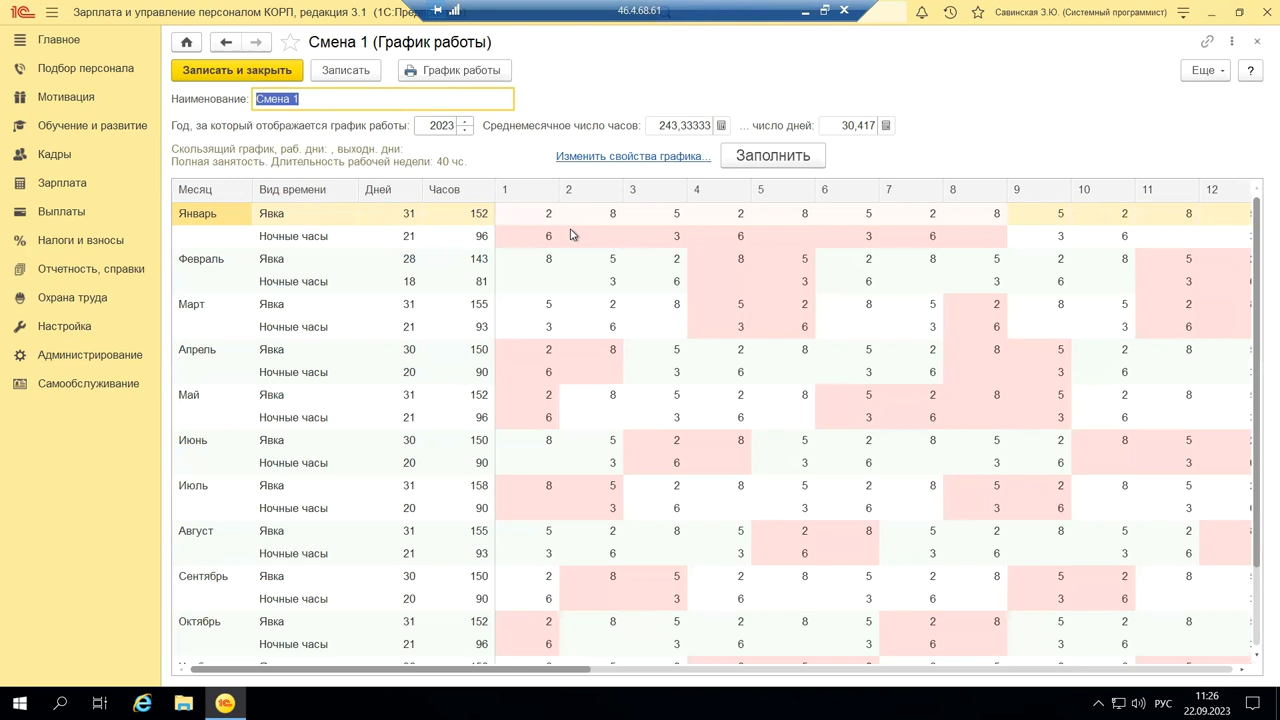 Зарплата и управление персоналом КОРП, редакция 3.1 (1С:Пред
46.4.68.61
Савинская З.Ю. (Системный программист)
Главное
Подбор персонала
Мотивация
Обучение и развитие
Кадры
Зарплата
Выплаты
Налоги и взносы
Отчетность, справки
Охрана труда
Настройка
Администрирование
Самообслуживание
Смена 1 (График работы)
Записать и закрыть Записать График работы Еще ?
Наименование: Смена 1
Год, за который отображается график работы: 2023 Среднемесячное число часов: 243,33333 ... число дней: 30,417
Скользящий график, раб. дни: , выходн. дни:
Полная занятость. Длительность рабочей недели: 40 чс.
Изменить свойства графика... Заполнить
Месяц Вид времени Дней Часов 1 2 3 4 5 6 7 8 9 10 11 12
Январь Явка 31 152 2 8 5 2 8 5 2 8 5 2 8
Ночные часы 21 96 6 3 6 3 6 3 6
Февраль Явка 28 143 8 5 2 8 5 2 8 5 2 8 5
Ночные часы 18 81 3 6 3 6 3 6 3
Март Явка 31 155 5 2 8 5 2 8 5 2 8 5 2
Ночные часы 21 93 3 6 3 6 3 6 3 6
Апрель Явка 30 150 2 8 5 2 8 5 2 8 5 2 8
Ночные часы 20 90 6 3 6 3 6 3 6
Май Явка 31 152 2 8 5 2 8 5 2 8 5 2 8
Ночные часы 21 96 6 3 6 3 6 3 6
Июнь Явка 30 150 8 5 2 8 5 2 8 5 2 8 5
Ночные часы 20 90 3 6 3 6 3 6 3
Июль Явка 31 158 8 5 2 8 5 2 8 5 2 8 5
Ночные часы 20 90 3 6 3 6 3 6 3
Август Явка 31 155 5 2 8 5 2 8 5 2 8 5 2
Ночные часы 21 93 3 6 3 6 3 6 3 6
Сентябрь Явка 30 150 2 8 5 2 8 5 2 8 5 2 8
Ночные часы 20 90 6 3 6 3 6 3 6
Октябрь Явка 31 152 2 8 5 2 8 5 2 8 5 2 8
Ночные часы 21 96 6 3 6 3 6 3 6
РУС
11:26
22.09.2023